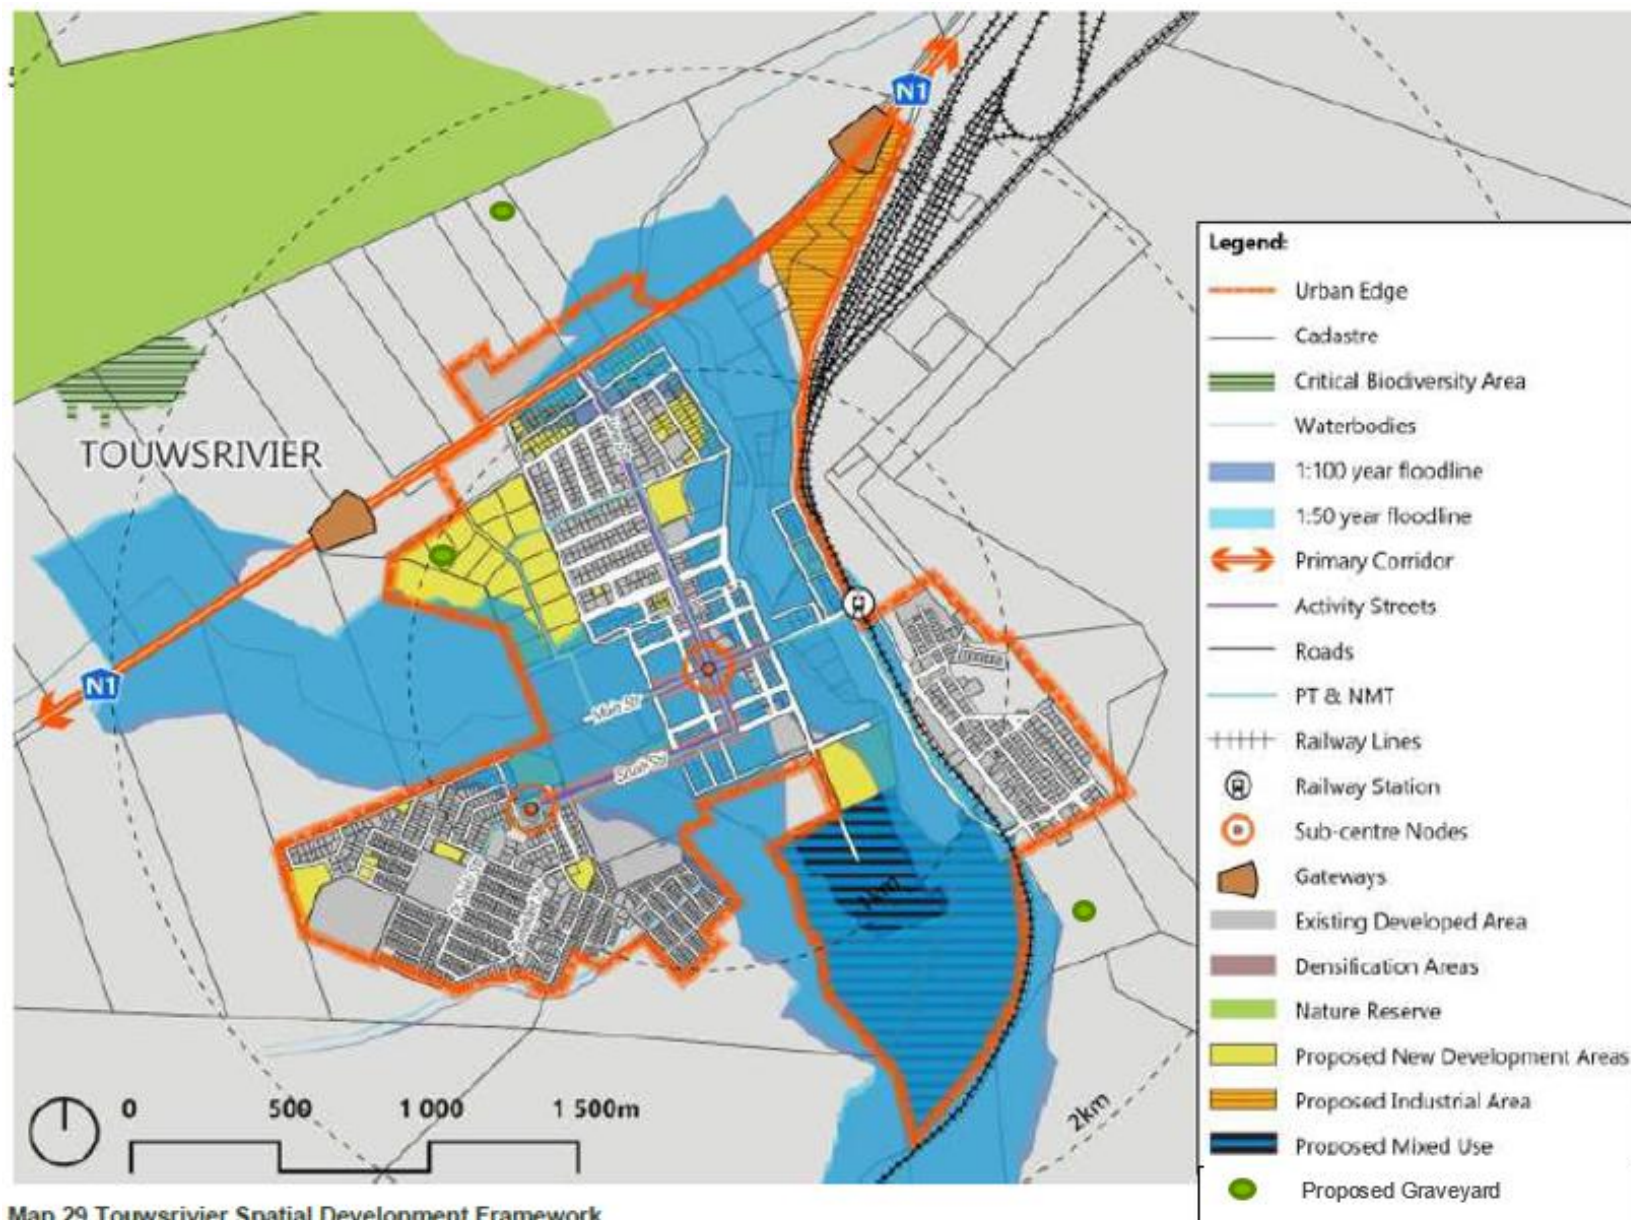 5
N1
TOUWSRIVIER
N1
Main St
1km
2km
0 500 1 000 1 500m
Legend:
Urban Edge
Cadastre
Critical Biodiversity Area
Waterbodies
1:100 year floodline
1:50 year floodline
Primary Corridor
Activity Streets
Roads
PT & NMT
Railway Lines
Railway Station
Sub-centre Nodes
Gateways
Existing Developed Area
Densification Areas
Nature Reserve
Proposed New Development Areas
Proposed Industrial Area
Proposed Mixed Use
Proposed Graveyard
Map 29 Touwsrivier Spatial Development Framework